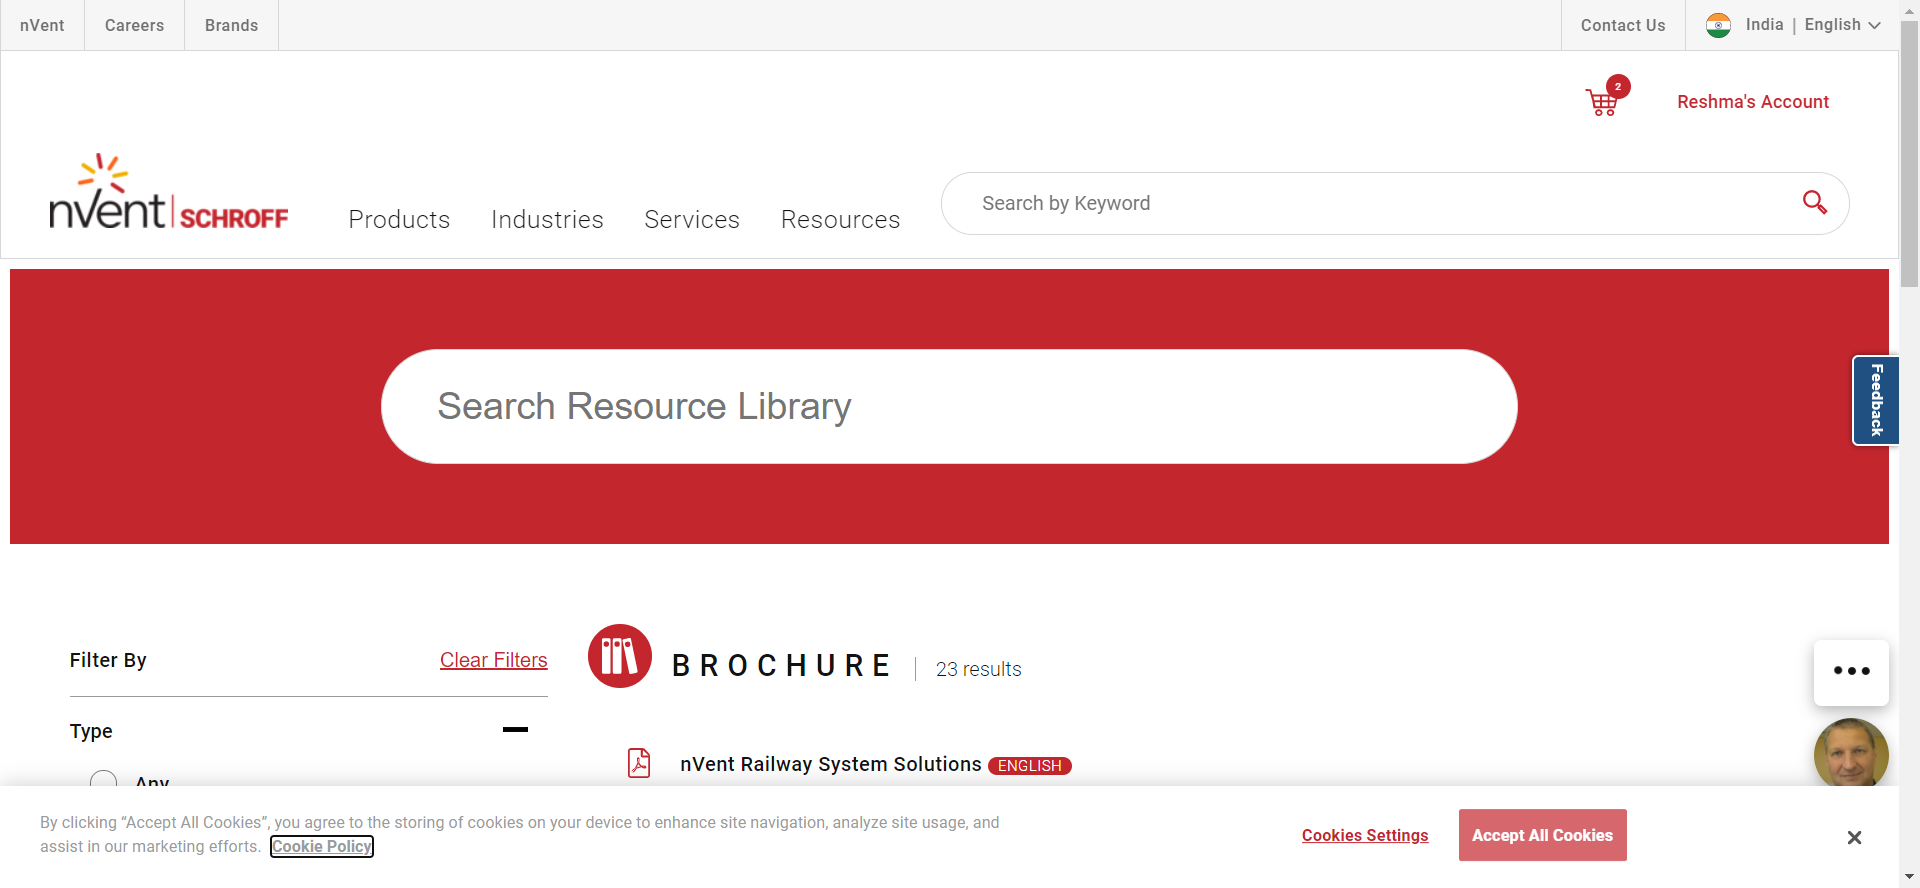 nVent
Careers
Brands
Contact Us
India | English
2
Reshma's Account
nVent | SCHROFF
Products
Industries
Services
Resources
Search by Keyword
Search Resource Library
Feedback
Filter By
Clear Filters
BROCHURE
23 results
Type
Any
nVent Railway System Solutions ENGLISH
By clicking “Accept All Cookies”, you agree to the storing of cookies on your device to enhance site navigation, analyze site usage, and
assist in our marketing efforts. Cookie Policy
Cookies Settings
Accept All Cookies